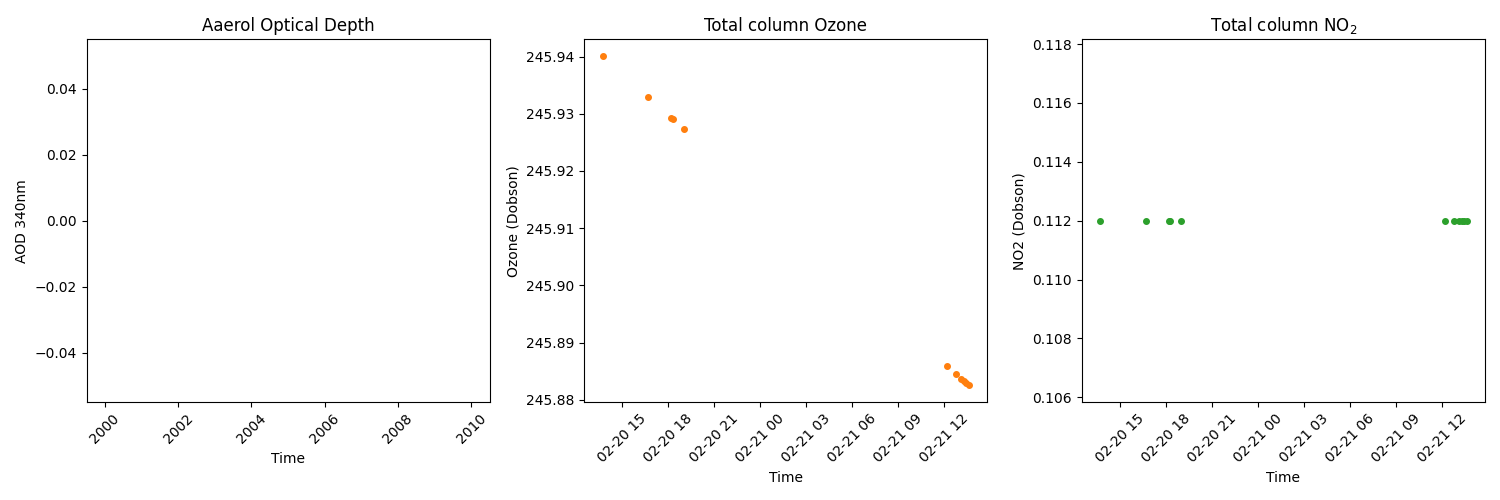 Aaerol Optical Depth
AOD 340nm
0.04
0.02
0.00
−0.02
−0.04
2000 2002 2004 2006 2008 2010
Time
Total column Ozone
Ozone (Dobson)
245.94
245.93
245.92
245.91
245.90
245.89
245.88
02-20 15 02-20 18 02-20 21 02-21 00 02-21 03 02-21 06 02-21 09 02-21 12
Time
Total column NO₂
NO2 (Dobson)
0.118
0.116
0.114
0.112
0.110
0.108
0.106
02-20 15 02-20 18 02-20 21 02-21 00 02-21 03 02-21 06 02-21 09 02-21 12
Time